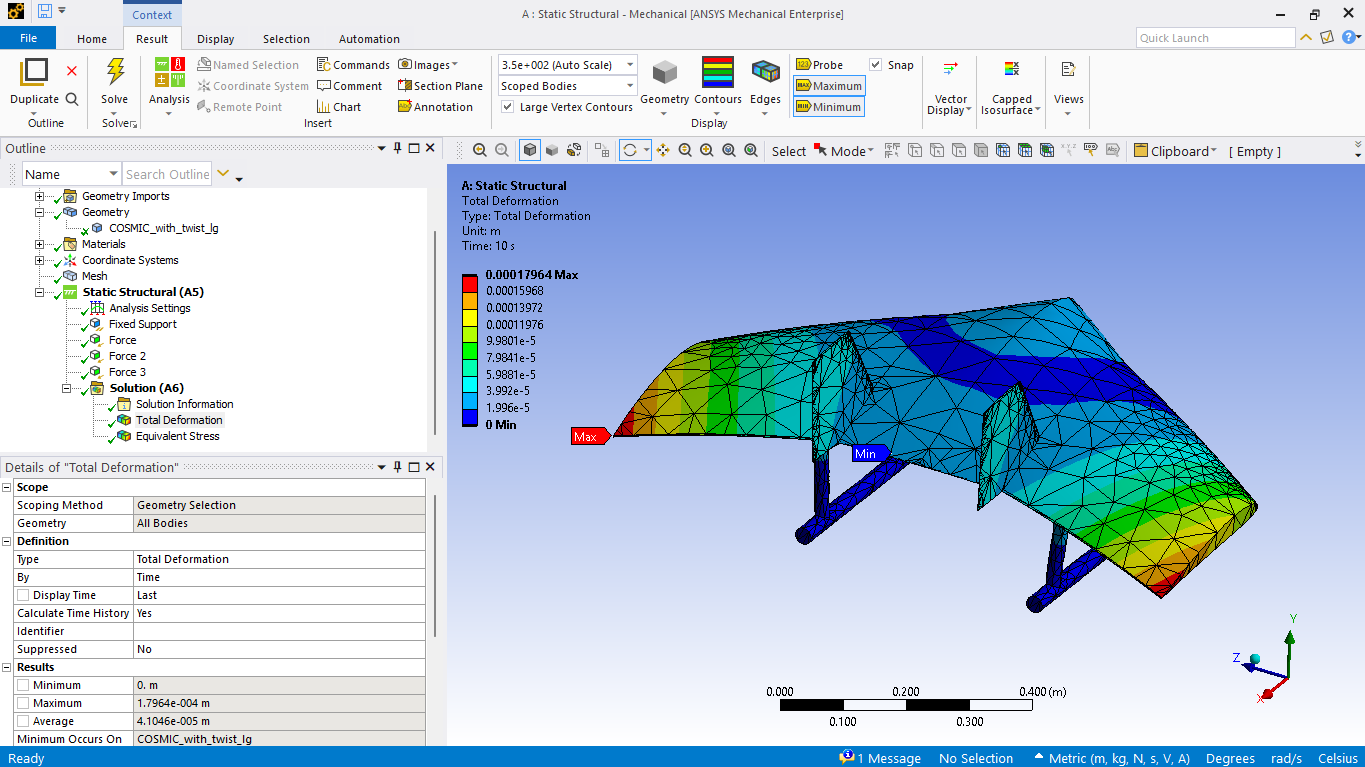 Context
A : Static Structural - Mechanical [ANSYS Mechanical Enterprise]
File Home Result Display Selection Automation
Quick Launch
Duplicate
Outline
Solve
Solver
Analysis
Named Selection
Coordinate System
Remote Point
Commands
Comment
Chart
Images
Section Plane
Annotation
Insert
3.5e+002 (Auto Scale)
Scoped Bodies
Large Vertex Contours
Geometry
Contours
Edges
Probe
Maximum
Minimum
Snap
Display
Vector
Display
Capped
Isosurface
Views
Outline
Name
Search Outline
Select
Mode
Clipboard
[ Empty ]
Geometry Imports
Geometry
COSMIC_with_twist_lg
Materials
Coordinate Systems
Mesh
Static Structural (A5)
Analysis Settings
Fixed Support
Force
Force 2
Force 3
Solution (A6)
Solution Information
Total Deformation
Equivalent Stress
Details of "Total Deformation"
Scope
Scoping Method Geometry Selection
Geometry All Bodies
Definition
Type Total Deformation
By Time
Display Time Last
Calculate Time History Yes
Identifier
Suppressed No
Results
Minimum 0. m
Maximum 1.7964e-004 m
Average 4.1046e-005 m
Minimum Occurs On COSMIC_with_twist_lg
A: Static Structural
Total Deformation
Type: Total Deformation
Unit: m
Time: 10 s
0.00017964 Max
0.00015968
0.00013972
0.00011976
9.9801e-5
7.9841e-5
5.9881e-5
3.992e-5
1.996e-5
0 Min
Max
Min
0.000 0.200 0.400 (m)
0.100 0.300
Y
Z
X
Ready 1 Message No Selection Metric (m, kg, N, s, V, A) Degrees rad/s Celsius